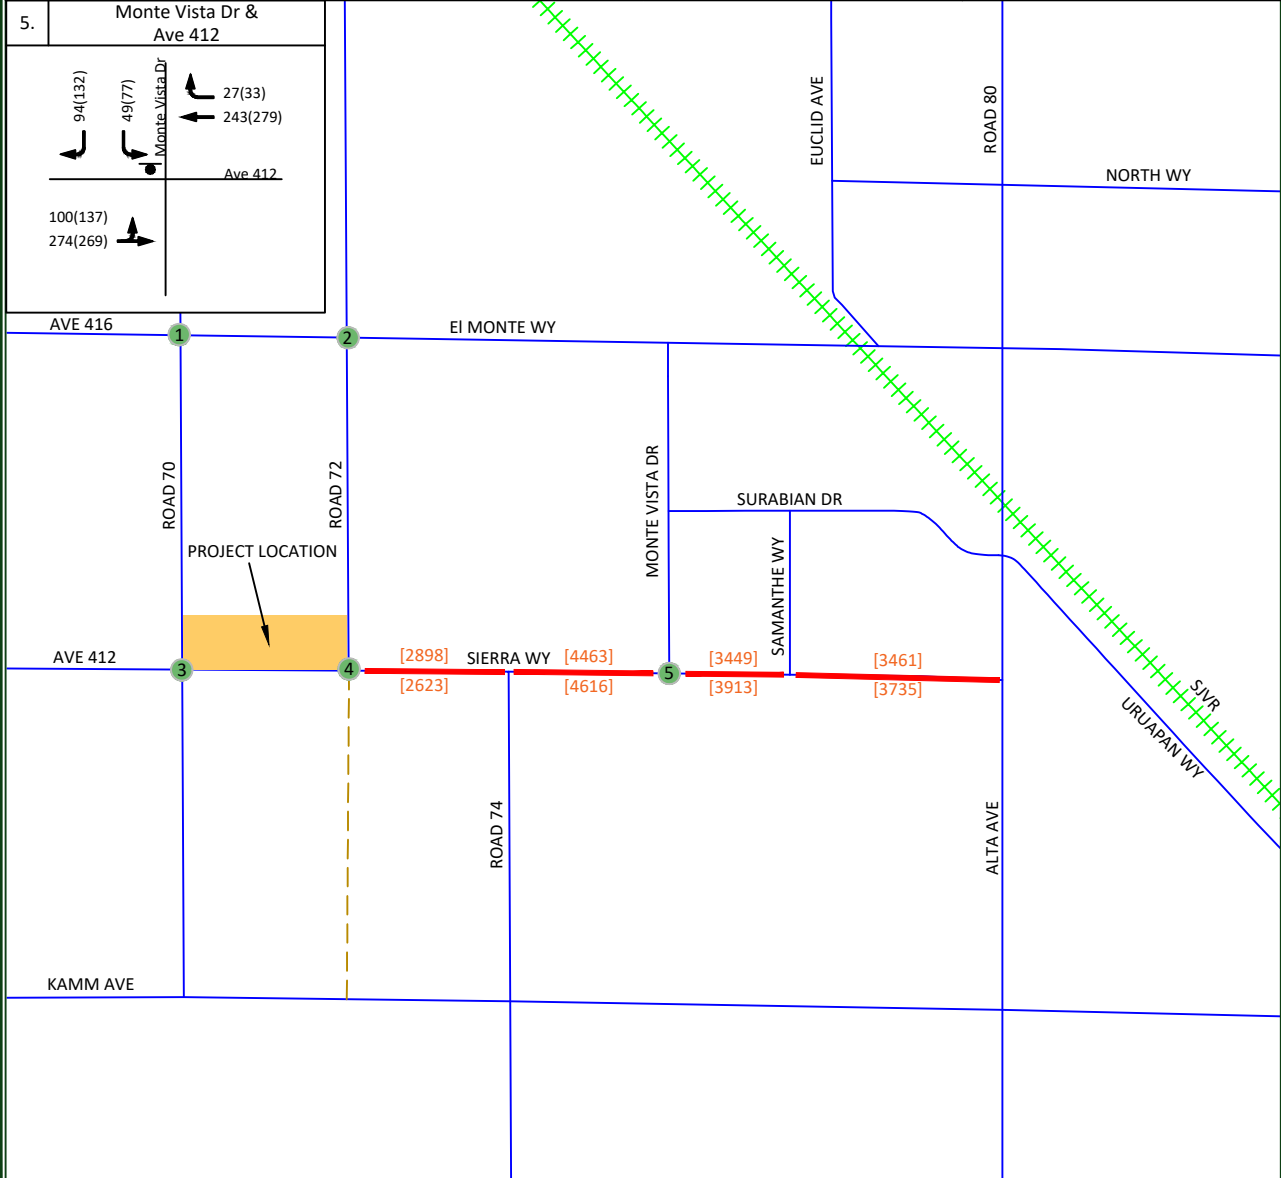 5.
Monte Vista Dr &
Ave 412
94(132)
49(77)
Monte Vista Dr
27(33)
243(279)
Ave 412
100(137)
274(269)
EUCLID AVE
ROAD 80
NORTH WY
AVE 416
1
2
El MONTE WY
ROAD 70
ROAD 72
MONTE VISTA DR
SURABIAN DR
SAMANTHE WY
PROJECT LOCATION
AVE 412
3
4
[2898]
SIERRA WY
[4463]
5
[3449]
[3461]
[2623]
[4616]
[3913]
[3735]
SJVR
URUAPAN WY
ROAD 74
ALTA AVE
KAMM AVE